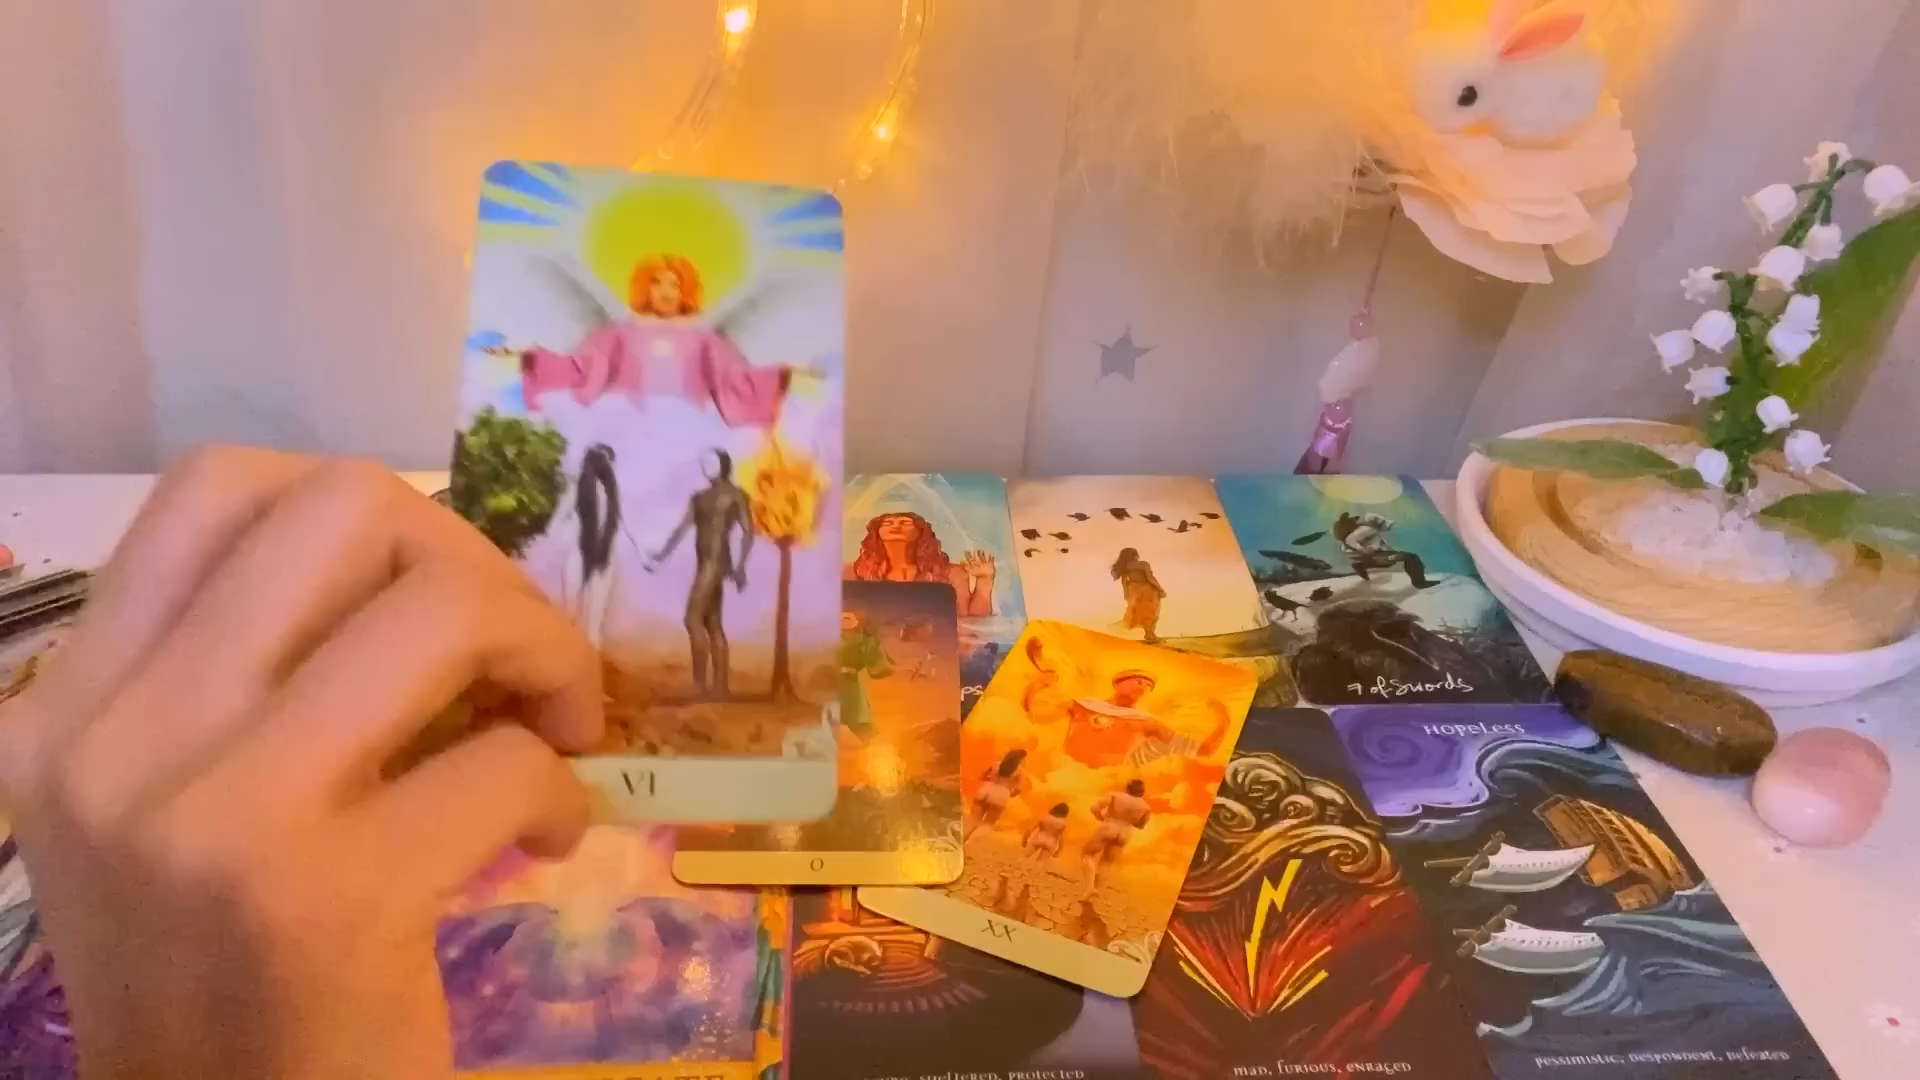 7 of Swords
HOPELESS
VI
O
XX
SHELTERED, PROTECTED
MAD, FURIOUS, ENRAGED
PESSIMISTIC, DESPONDENT, DEFEATED